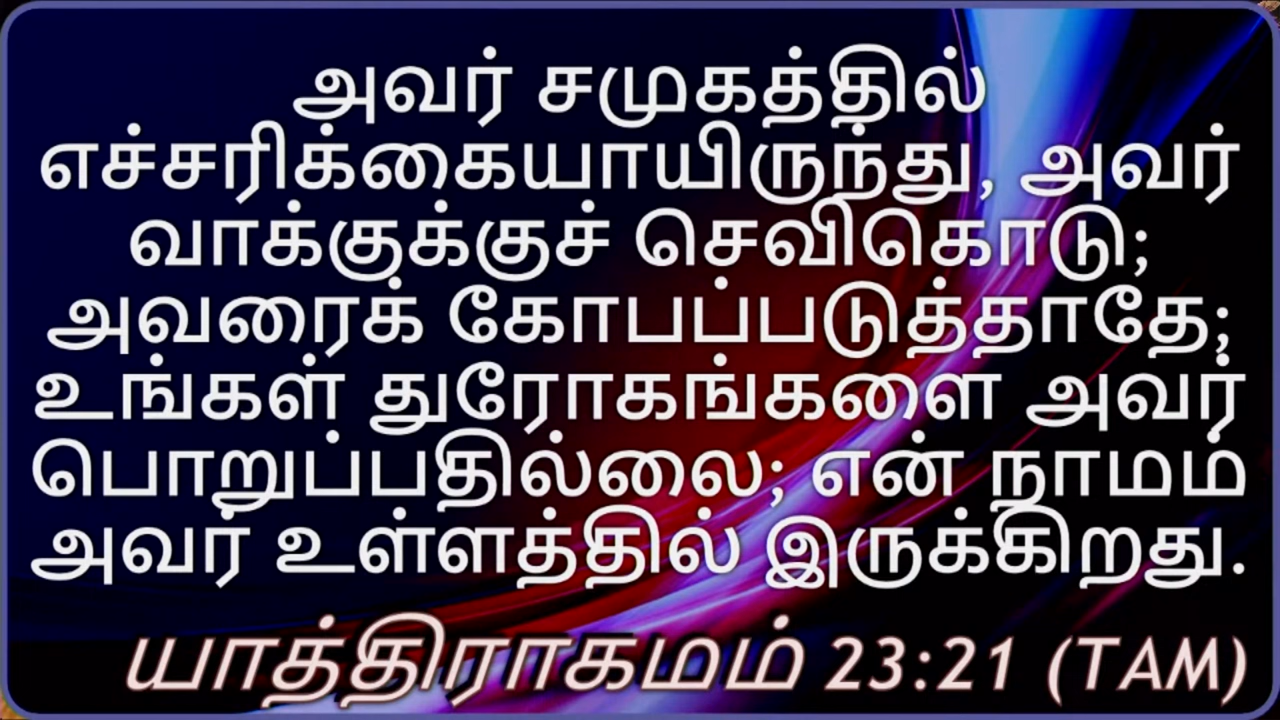 அவர் சமுகத்தில்
எச்சரிக்கையாயிருந்து, அவர்
வாக்குக்குச் செவிகொடு;
அவரைக் கோபப்படுத்தாதே;
உங்கள் துரோகங்களை அவர்
பொறுப்பதில்லை; என் நாமம்
அவர் உள்ளத்தில் இருக்கிறது.
யாத்திராகமம் 23:21 (TAM)